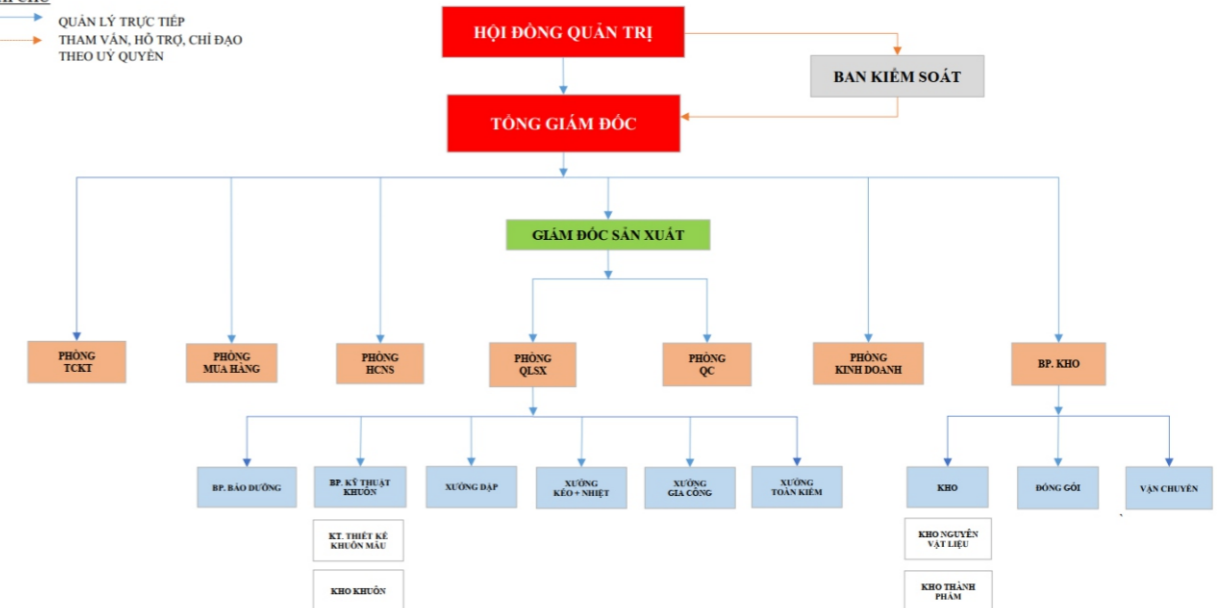 QUẢN LÝ TRỰC TIẾP
THAM VẤN, HỖ TRỢ, CHỈ ĐẠO
THEO UỶ QUYỀN
HỘI ĐỒNG QUẢN TRỊ
BAN KIỂM SOÁT
TỔNG GIÁM ĐỐC
GIÁM ĐỐC SẢN XUẤT
PHÒNG
TCKT
PHÒNG
MUA HÀNG
PHÒNG
HCNS
PHÒNG
QLSX
PHÒNG
QC
PHÒNG
KINH DOANH
BP. KHO
BP. BẢO DƯỠNG
BP. KỸ THUẬT
KHUÔN
XƯỞNG DẬP
XƯỞNG
KÉO + NHIỆT
XƯỞNG
GIA CÔNG
XƯỞNG
TOÀN KIỂM
KHO
ĐÓNG GÓI
VẬN CHUYỂN
KT. THIẾT KẾ
KHUÔN MẪU
KHO NGUYÊN
VẬT LIỆU
KHO KHUÔN
KHO THÀNH
PHẨM